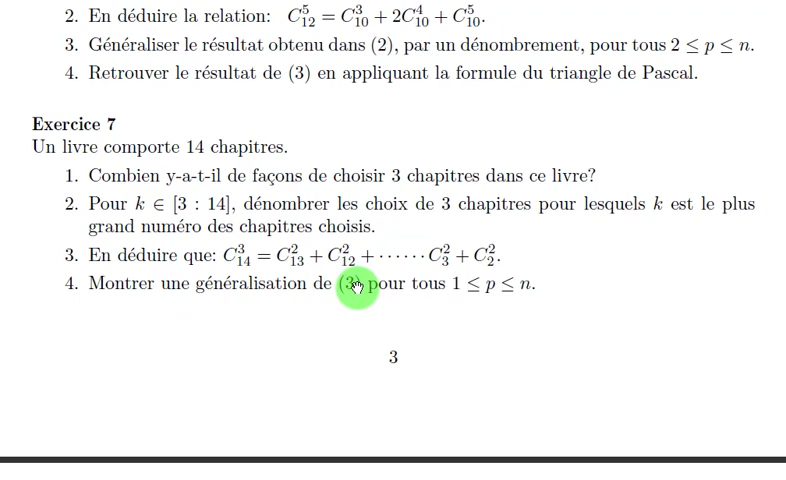 2. En déduire la relation: $C_{12}^{5} = C_{10}^{3} + 2C_{10}^{4} + C_{10}^{5}$.
3. Généraliser le résultat obtenu dans (2), par un dénombrement, pour tous $2 \leq p \leq n$.
4. Retrouver le résultat de (3) en appliquant la formule du triangle de Pascal.
Exercice 7
Un livre comporte 14 chapitres.
1. Combien y-a-t-il de façons de choisir 3 chapitres dans ce livre?
2. Pour $k \in [3 : 14]$, dénombrer les choix de 3 chapitres pour lesquels $k$ est le plus
grand numéro des chapitres choisis.
3. En déduire que: $C_{14}^{3} = C_{13}^{2} + C_{12}^{2} + \cdots\cdots C_{3}^{2} + C_{2}^{2}$.
4. Montrer une généralisation de (3) pour tous $1 \leq p \leq n$.
3